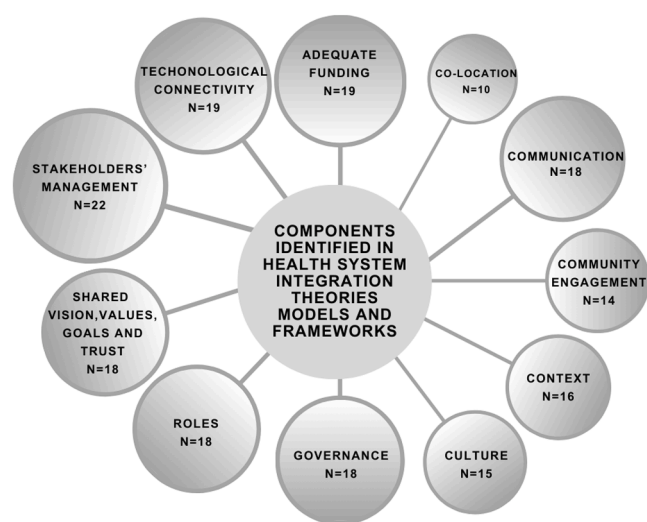 ADEQUATE
FUNDING
N=19
CO-LOCATION
N=10
COMMUNICATION
N=18
COMMUNITY
ENGAGEMENT
N=14
CONTEXT
N=16
CULTURE
N=15
GOVERNANCE
N=18
ROLES
N=18
SHARED
VISION,VALUES,
GOALS AND
TRUST
N=18
STAKEHOLDERS'
MANAGEMENT
N=22
TECHONOLOGICAL
CONNECTIVITY
N=19
COMPONENTS
IDENTIFIED IN
HEALTH SYSTEM
INTEGRATION
THEORIES
MODELS AND
FRAMEWORKS